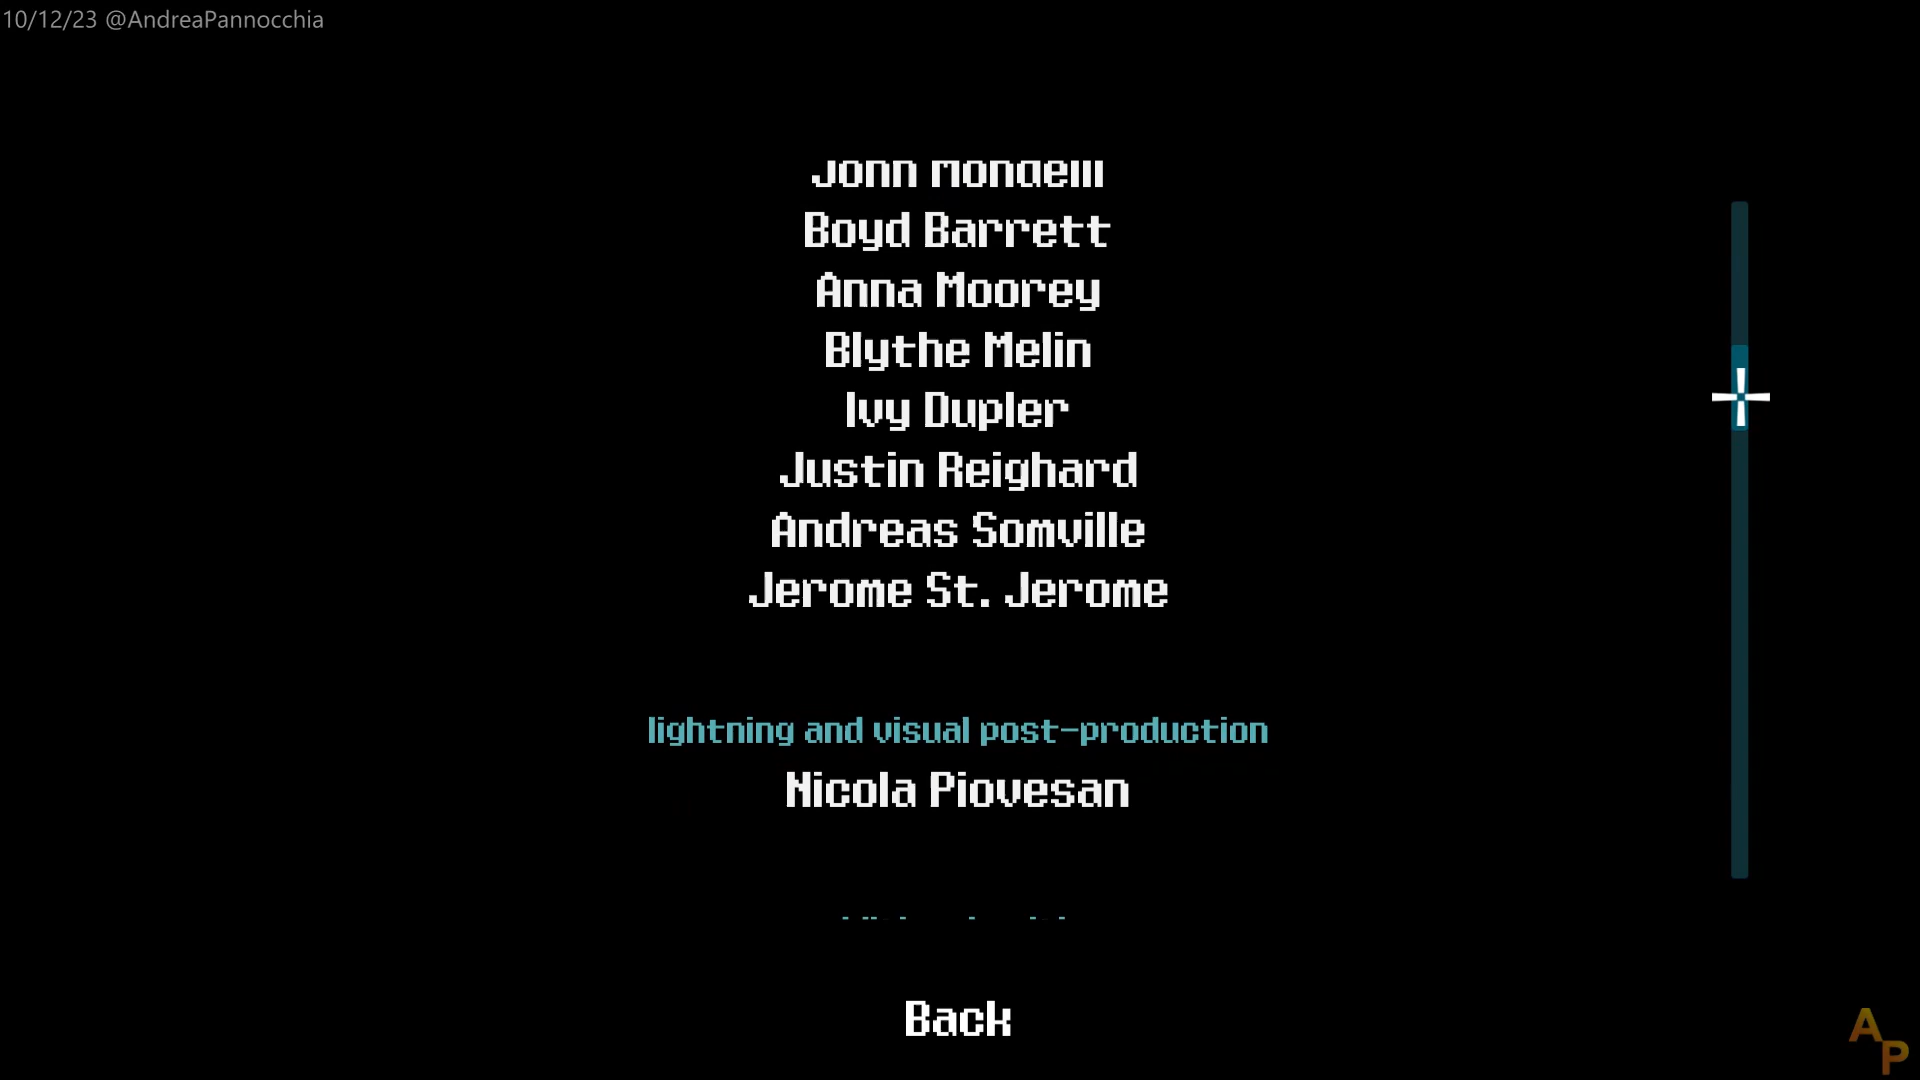 10/12/23 @AndreaPannocchia
Boyd Barrett
Anna Moorey
Blythe Melin
Ivy Dupler
Justin Reighard
Andreas Somville
Jerome St. Jerome
lightning and visual post-production
Nicola Piovesan
Back
AP